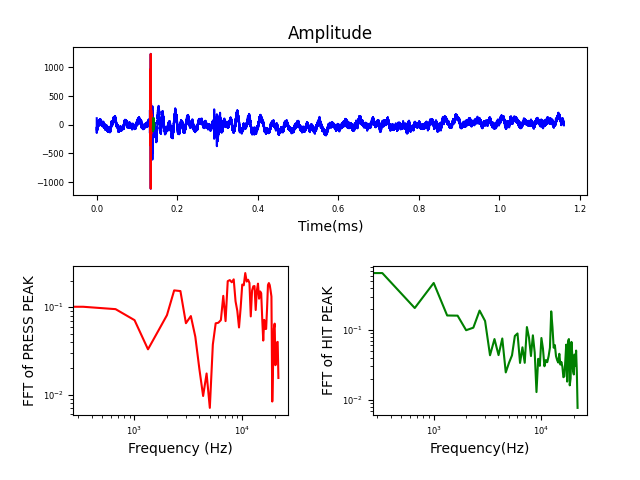 Amplitude
1000
500
0
−500
−1000
0.0 0.2 0.4 0.6 0.8 1.0 1.2
Time(ms)
FFT of PRESS PEAK
10⁻¹
10⁻²
10³ 10⁴
Frequency (Hz)
FFT of HIT PEAK
10⁻¹
10⁻²
10³ 10⁴
Frequency(Hz)